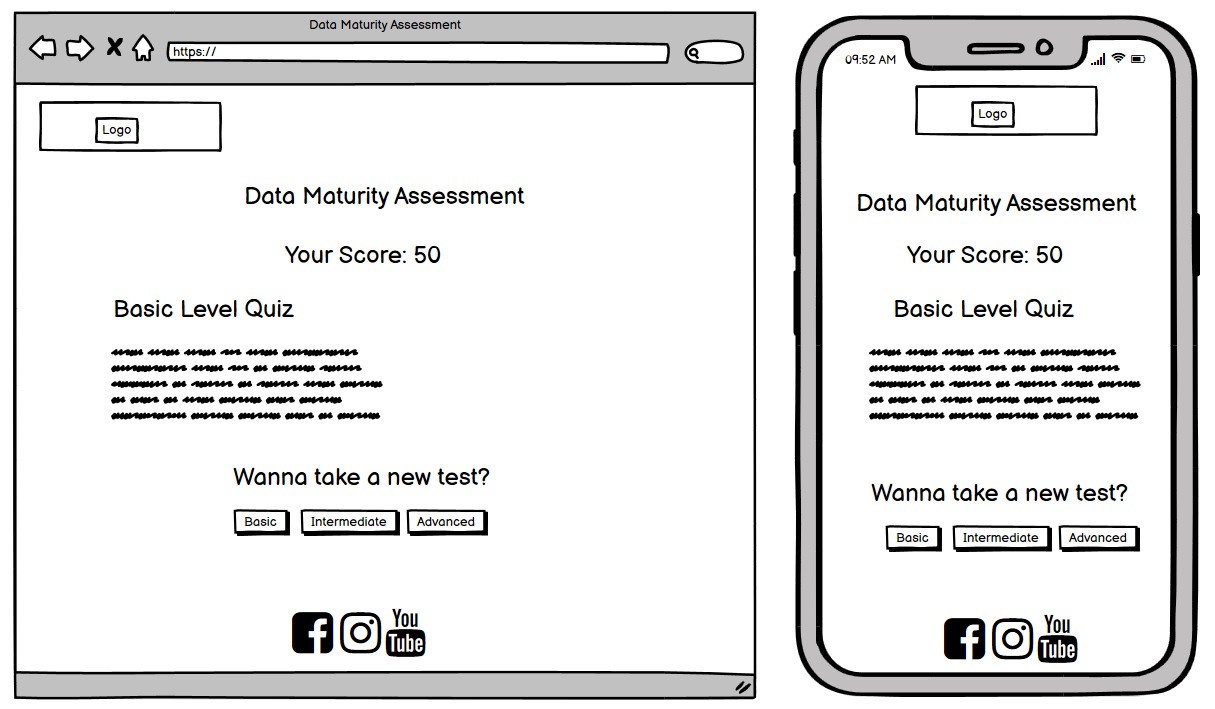 Data Maturity Assessment
https://
Logo
Data Maturity Assessment
Your Score: 50
Basic Level Quiz
Wanna take a new test?
Basic Intermediate Advanced
You
Tube
09:52 AM
Logo
Data Maturity Assessment
Your Score: 50
Basic Level Quiz
Wanna take a new test?
Basic Intermediate Advanced
You
Tube